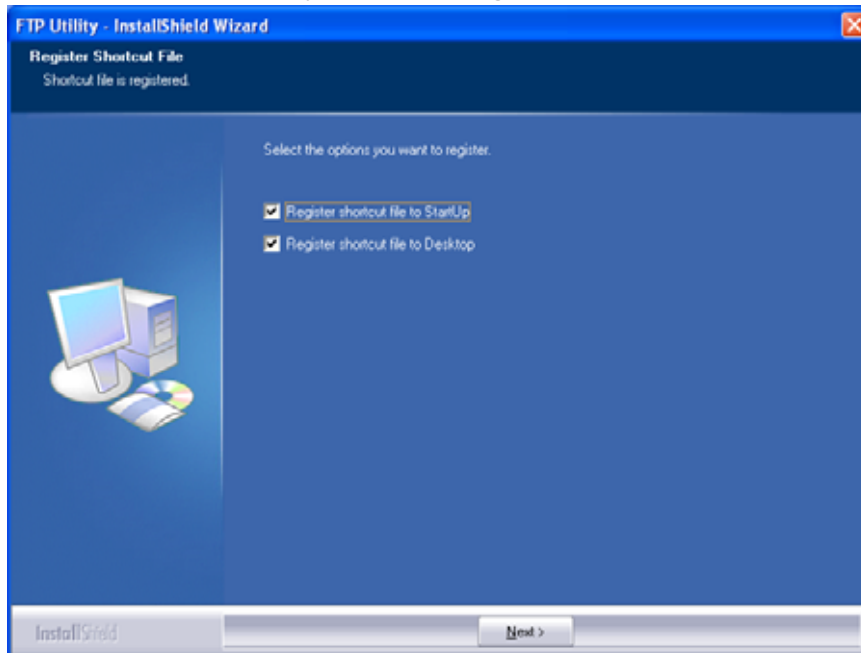 FTP Utility - InstallShield Wizard
Register Shortcut File
Shortcut file is registered.
Select the options you want to register.
Register shortcut file to StartUp
Register shortcut file to Desktop
InstallShield
Next >